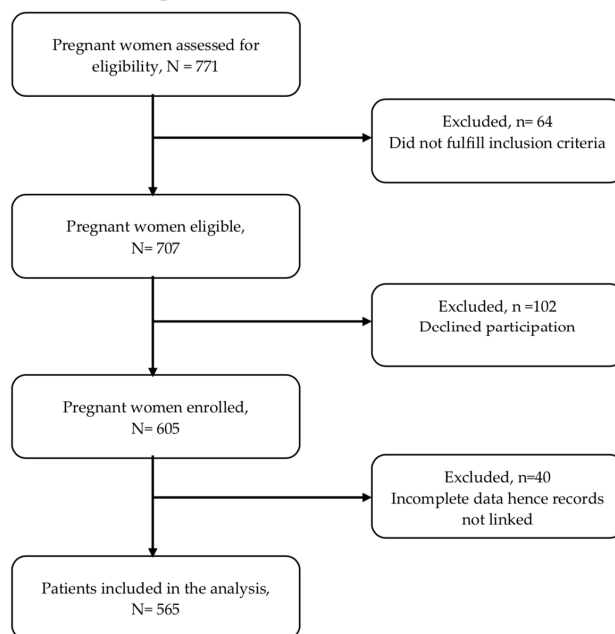 Pregnant women assessed for
eligibility, N = 771
Excluded, n= 64
Did not fulfill inclusion criteria
Pregnant women eligible,
N= 707
Excluded, n =102
Declined participation
Pregnant women enrolled,
N= 605
Excluded, n=40
Incomplete data hence records
not linked
Patients included in the analysis,
N= 565